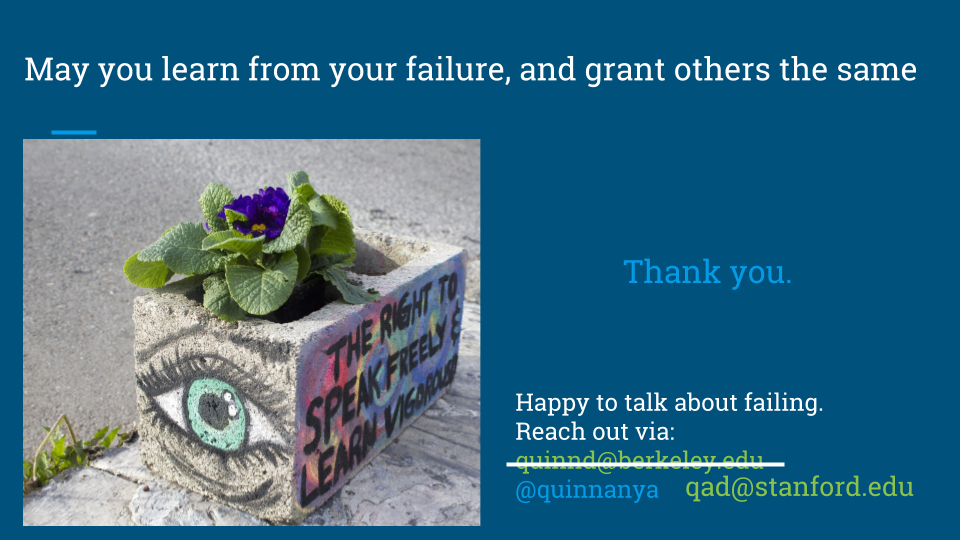 May you learn from your failure, and grant others the same
THE RIGHT TO
SPEAK FREELY &
LEARN VIGOROUSLY
Thank you.
Happy to talk about failing.
Reach out via:
quinnd@berkeley.edu
@quinnanya qad@stanford.edu